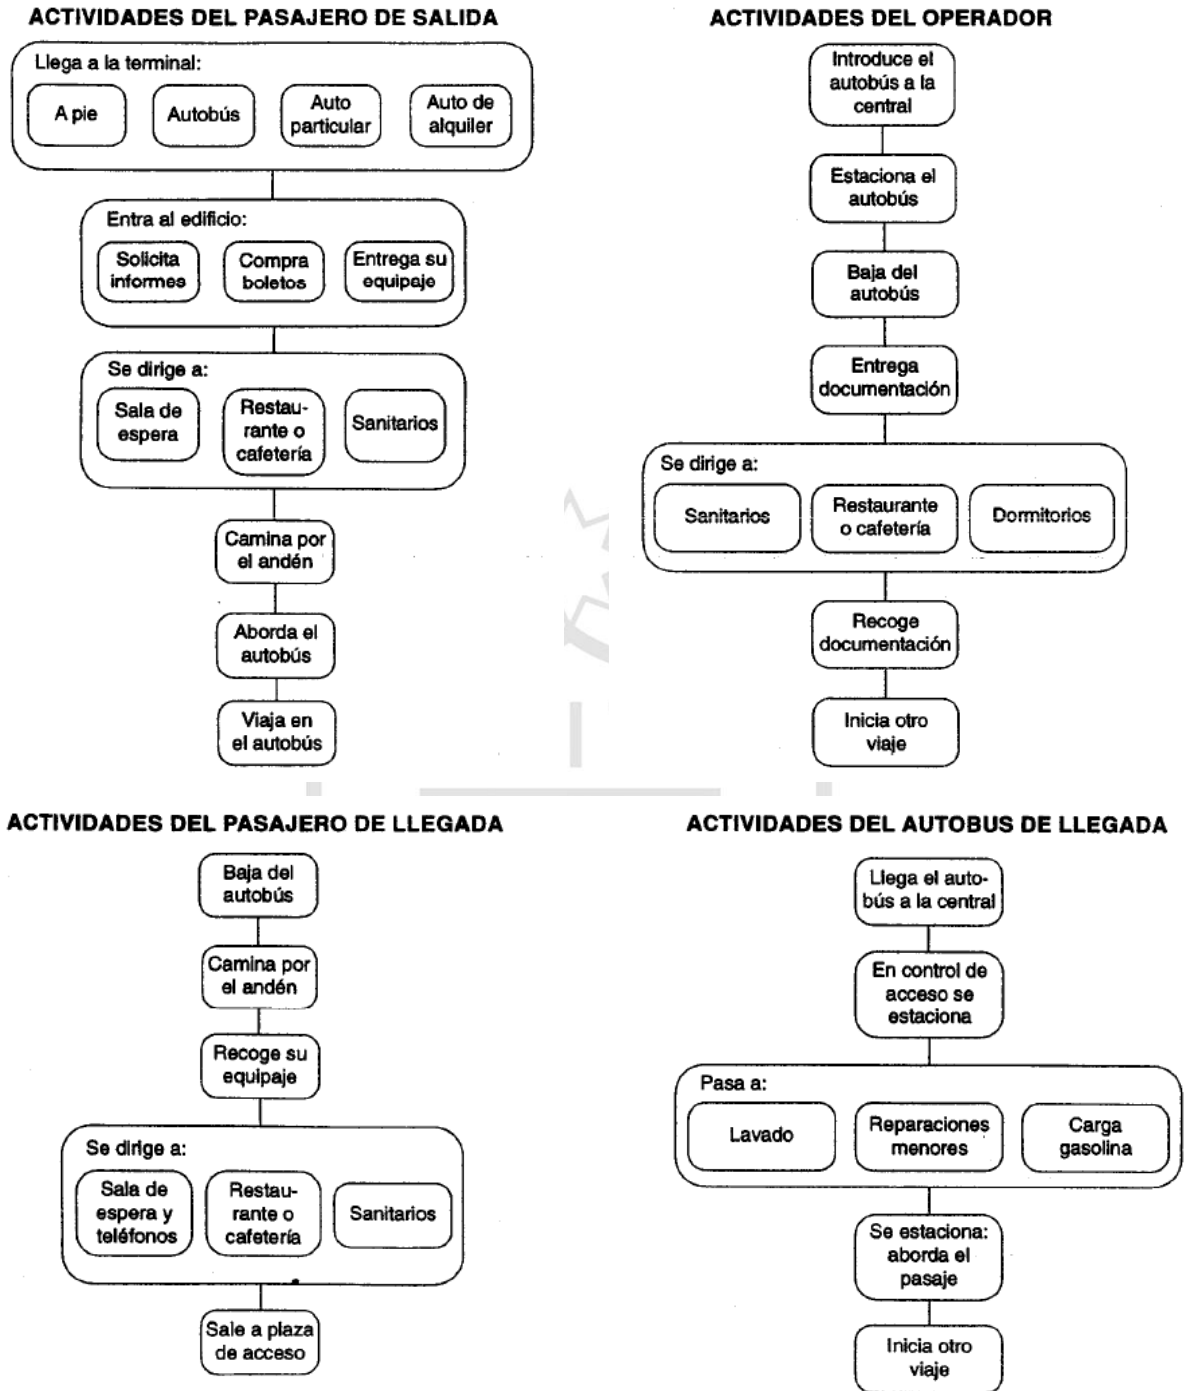 ACTIVIDADES DEL PASAJERO DE SALIDA
Llega a la terminal:
A pie
Autobús
Auto
particular
Auto de
alquiler
Entra al edificio:
Solicita
informes
Compra
boletos
Entrega su
equipaje
Se dirige a:
Sala de
espera
Restau-
rante o
cafetería
Sanitarios
Camina por
el andén
Aborda el
autobús
Viaja en
el autobús
ACTIVIDADES DEL OPERADOR
Introduce el
autobús a la
central
Estaciona el
autobús
Baja del
autobús
Entrega
documentación
Se dirige a:
Sanitarios
Restaurante
o cafetería
Dormitorios
Recoge
documentación
Inicia otro
viaje
ACTIVIDADES DEL PASAJERO DE LLEGADA
Baja del
autobús
Camina por
el andén
Recoge su
equipaje
Se dirige a:
Sala de
espera y
teléfonos
Restau-
rante o
cafetería
Sanitarios
Sale a plaza
de acceso
ACTIVIDADES DEL AUTOBUS DE LLEGADA
Llega el auto-
bús a la central
En control de
acceso se
estaciona
Pasa a:
Lavado
Reparaciones
menores
Carga
gasolina
Se estaciona:
aborda el
pasaje
Inicia otro
viaje